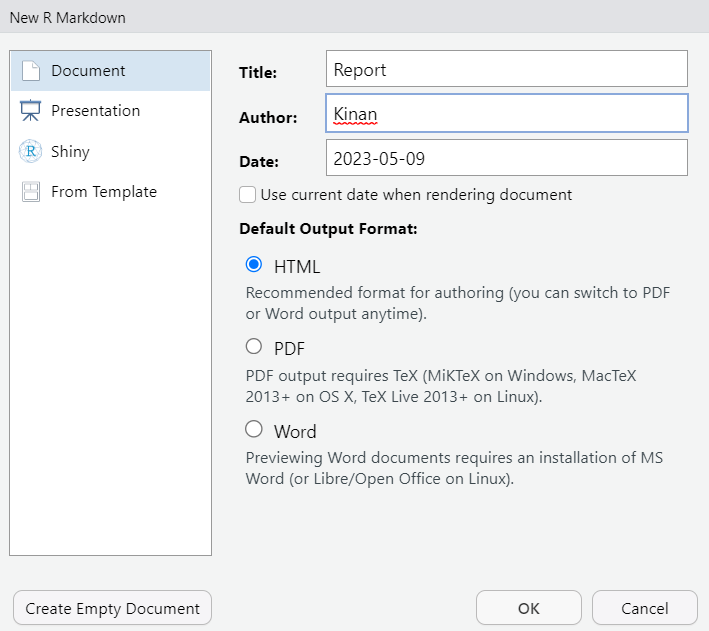 New R Markdown
Document
Presentation
R Shiny
From Template
Title: Report
Author: Kinan
Date: 2023-05-09
Use current date when rendering document
Default Output Format:
HTML
Recommended format for authoring (you can switch to PDF
or Word output anytime).
PDF
PDF output requires TeX (MiKTeX on Windows, MacTeX
2013+ on OS X, TeX Live 2013+ on Linux).
Word
Previewing Word documents requires an installation of MS
Word (or Libre/Open Office on Linux).
Create Empty Document OK Cancel